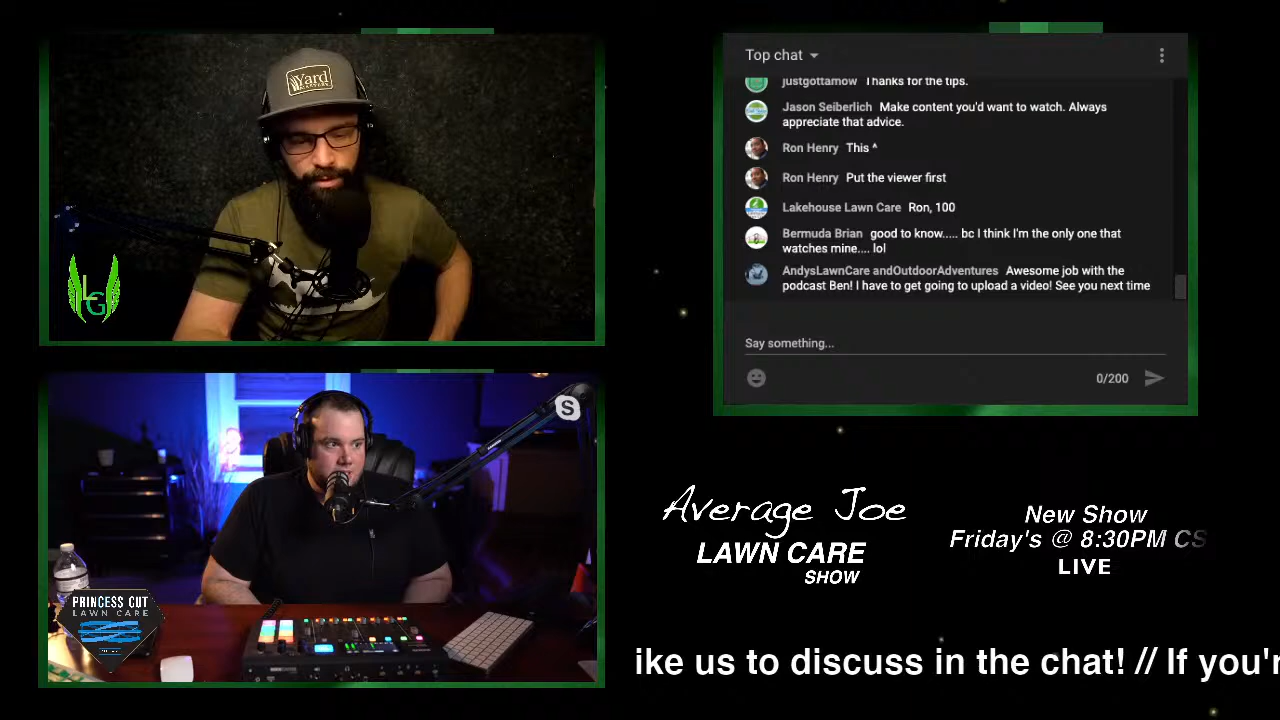 Yard
LG
S
PRINCESS CUT
LAWN CARE
Top chat
justgottamow Thanks for the tips.
Jason Seiberlich Make content you'd want to watch. Always
appreciate that advice.
Ron Henry This ^
Ron Henry Put the viewer first
Lakehouse Lawn Care Ron, 100
Bermuda Brian good to know..... bc I think I'm the only one that
watches mine.... lol
AndysLawnCare andOutdoorAdventures Awesome job with the
podcast Ben! I have to get going to upload a video! See you next time
Say something...
0/200
Average Joe
LAWN CARE
SHOW
New Show
Friday's @ 8:30PM CS
LIVE
ike us to discuss in the chat! // If you'r